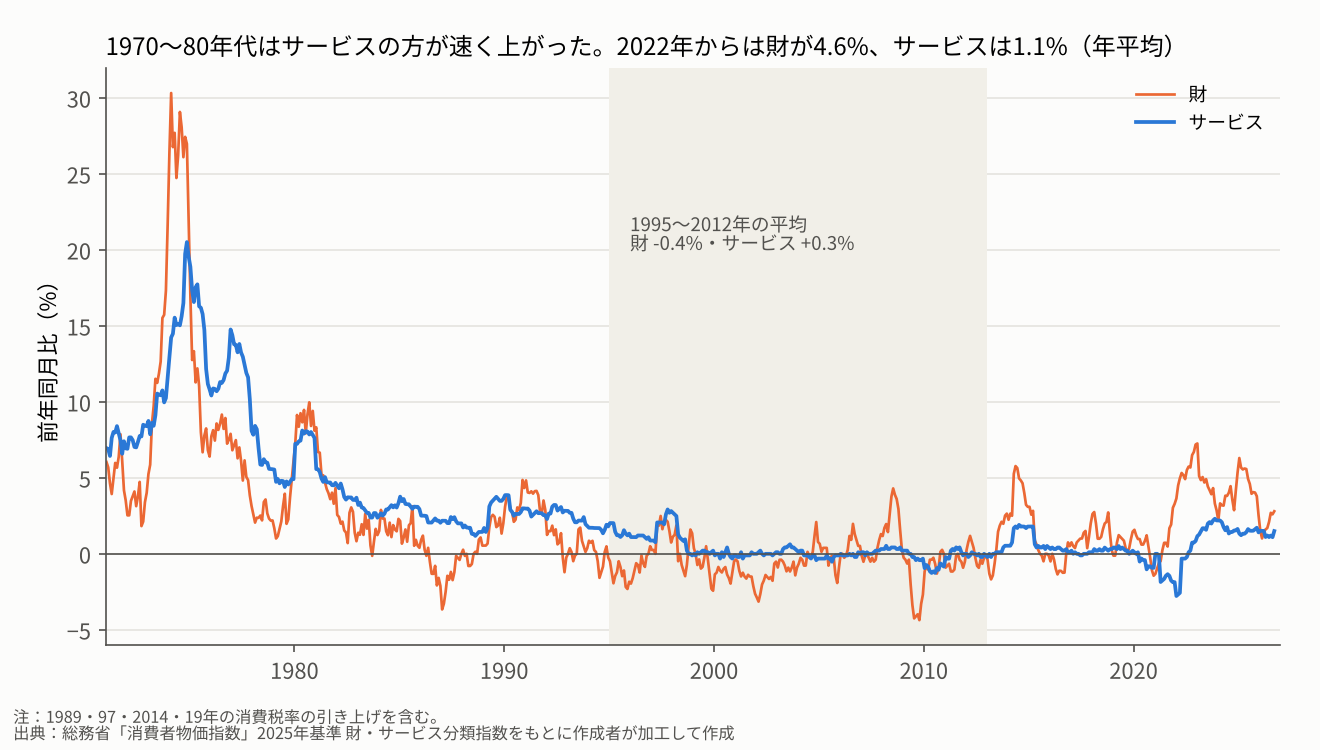 1970〜80年代はサービスの方が速く上がった。2022年からは財が4.6%、サービスは1.1%（年平均）
財
サービス
30
25
20
15
10
5
0
−5
前年同月比（%）
1995〜2012年の平均
財 -0.4%・サービス +0.3%
1980
1990
2000
2010
2020
注：1989・97・2014・19年の消費税率の引き上げを含む。
出典：総務省「消費者物価指数」2025年基準 財・サービス分類指数をもとに作成者が加工して作成